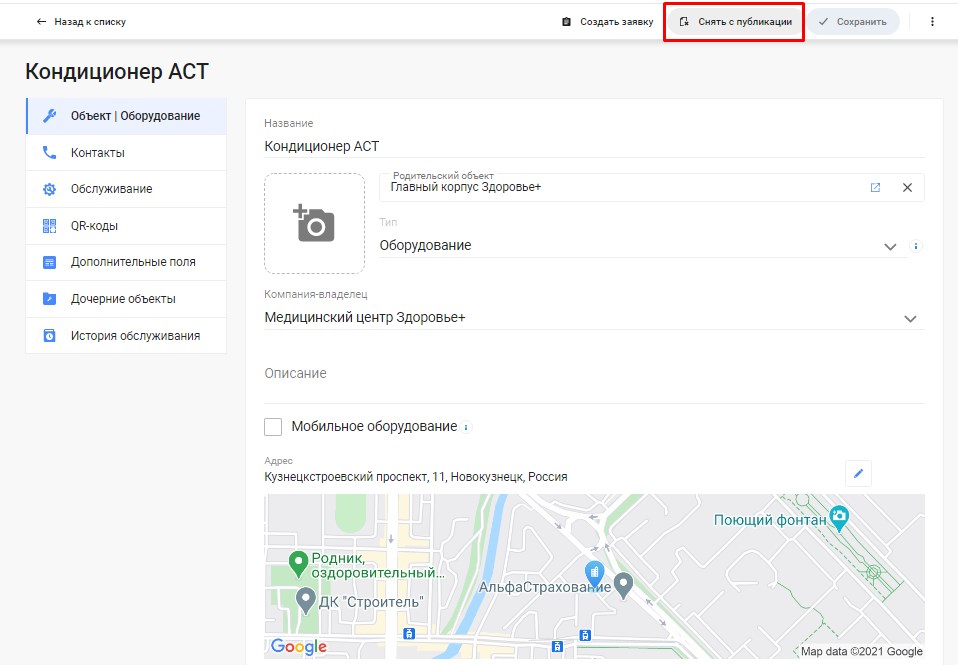 Назад к списку
Создать заявку
Снять с публикации
Сохранить
Кондиционер АСТ
Объект | Оборудование
Контакты
Обслуживание
QR-коды
Дополнительные поля
Дочерние объекты
История обслуживания
Название
Кондиционер АСТ
Родительский объект
Главный корпус Здоровье+
Тип
Оборудование
Компания-владелец
Медицинский центр Здоровье+
Описание
Мобильное оборудование
Адрес
Кузнецкстроевский проспект, 11, Новокузнецк, Россия
Поющий фонтан
Родник,
оздоровительный...
АльфаСтрахование
ДК "Строитель"
Google
Map data ©2021 Google